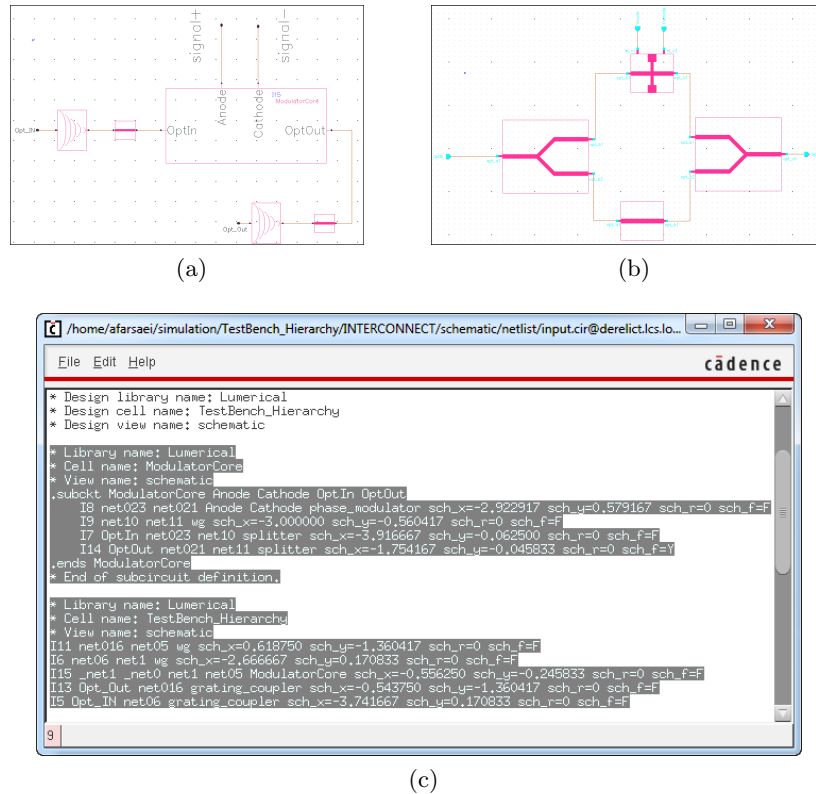 signal+
signal-
I15
ModulatorCore
Anode
Cathode
Opt_IN
OptIn
OptOut
Opt_Out
(a)
(b)
/home/afarsaei/simulation/TestBench_Hierarchy/INTERCONNECT/schematic/netlist/input.cir@derelict.lcs.lo...
File Edit Help
cādence
* Design library name: Lumerical
* Design cell name: TestBench_Hierarchy
* Design view name: schematic
* Library name: Lumerical
* Cell name: ModulatorCore
* View name: schematic
.subckt ModulatorCore Anode Cathode OptIn OptOut
I8 net023 net021 Anode Cathode phase_modulator sch_x=-2.922917 sch_y=0.579167 sch_r=0 sch_f=F
I9 net10 net11 wg sch_x=-3.000000 sch_y=-0.560417 sch_r=0 sch_f=F
I7 OptIn net023 net10 splitter sch_x=-3.916667 sch_y=-0.062500 sch_r=0 sch_f=F
I14 OptOut net021 net11 splitter sch_x=-1.754167 sch_y=-0.045833 sch_r=0 sch_f=Y
.ends ModulatorCore
* End of subcircuit definition.
* Library name: Lumerical
* Cell name: TestBench_Hierarchy
* View name: schematic
I11 net016 net05 wg sch_x=0.618750 sch_y=-1.360417 sch_r=0 sch_f=F
I6 net06 net1 wg sch_x=-2.666667 sch_y=0.170833 sch_r=0 sch_f=F
I15 _net1 _net0 net1 net05 ModulatorCore sch_x=-0.556250 sch_y=-0.245833 sch_r=0 sch_f=F
I13 Opt_Out net016 grating_coupler sch_x=-0.543750 sch_y=-1.360417 sch_r=0 sch_f=F
I5 Opt_IN net06 grating_coupler sch_x=-3.741667 sch_y=0.170833 sch_r=0 sch_f=F
9
(c)